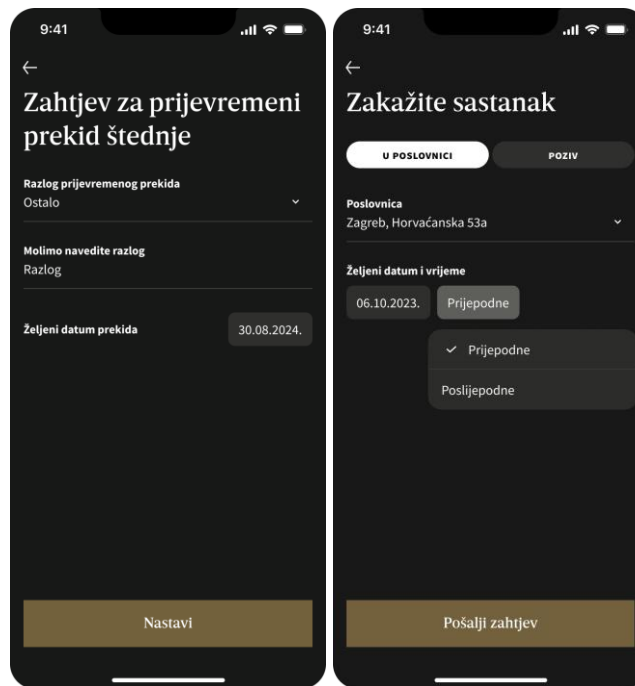 9:41
Zahtjev za prijevremeni
prekid štednje
Razlog prijevremenog prekida
Ostalo
Molimo navedite razlog
Razlog
Željeni datum prekida
30.08.2024.
Nastavi
9:41
Zakažite sastanak
U POSLOVNICI
POZIV
Poslovnica
Zagreb, Horvaćanska 53a
Željeni datum i vrijeme
06.10.2023.
Prijepodne
Prijepodne
Poslijepodne
Pošalji zahtjev